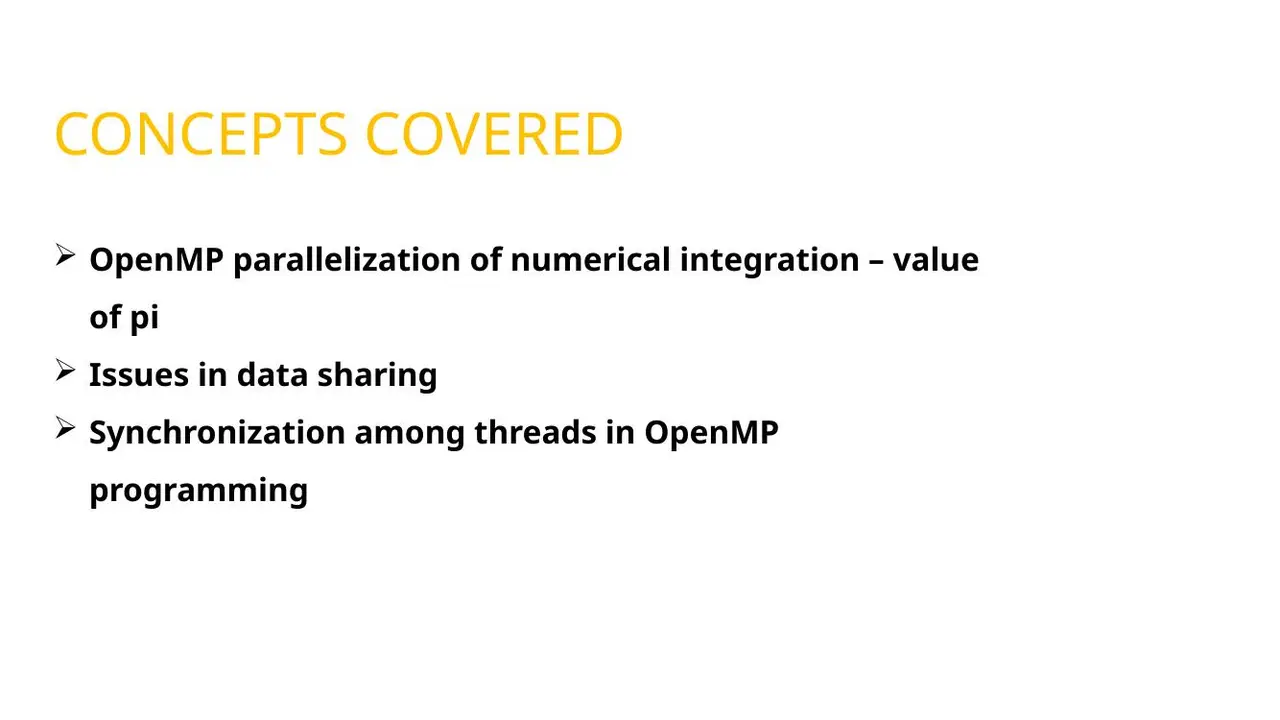 CONCEPTS COVERED
➢ OpenMP parallelization of numerical integration – value
of pi
➢ Issues in data sharing
➢ Synchronization among threads in OpenMP
programming